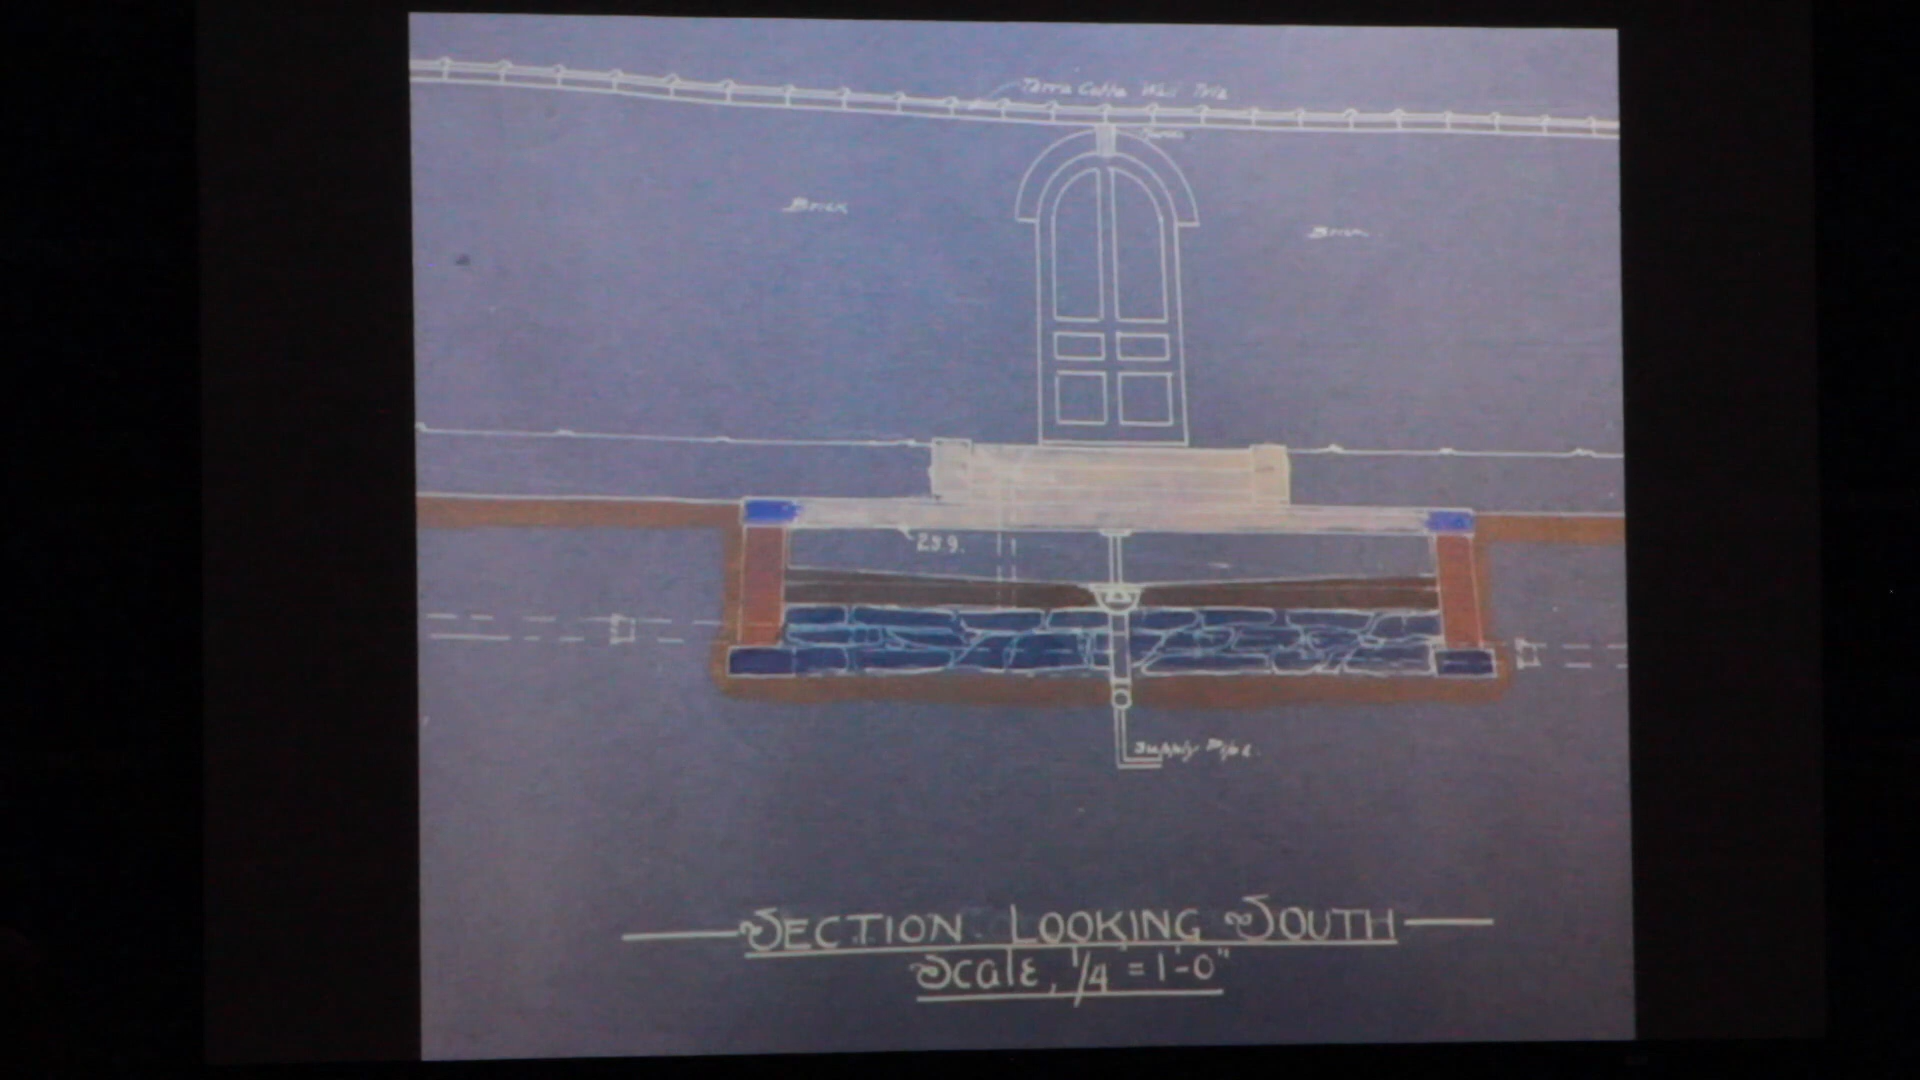 Terra Cotta Wall Tile
Brick
Brick
25.9.
Supply Pipe.
SECTION LOOKING SOUTH
Scale, 1/4 = 1'-0"